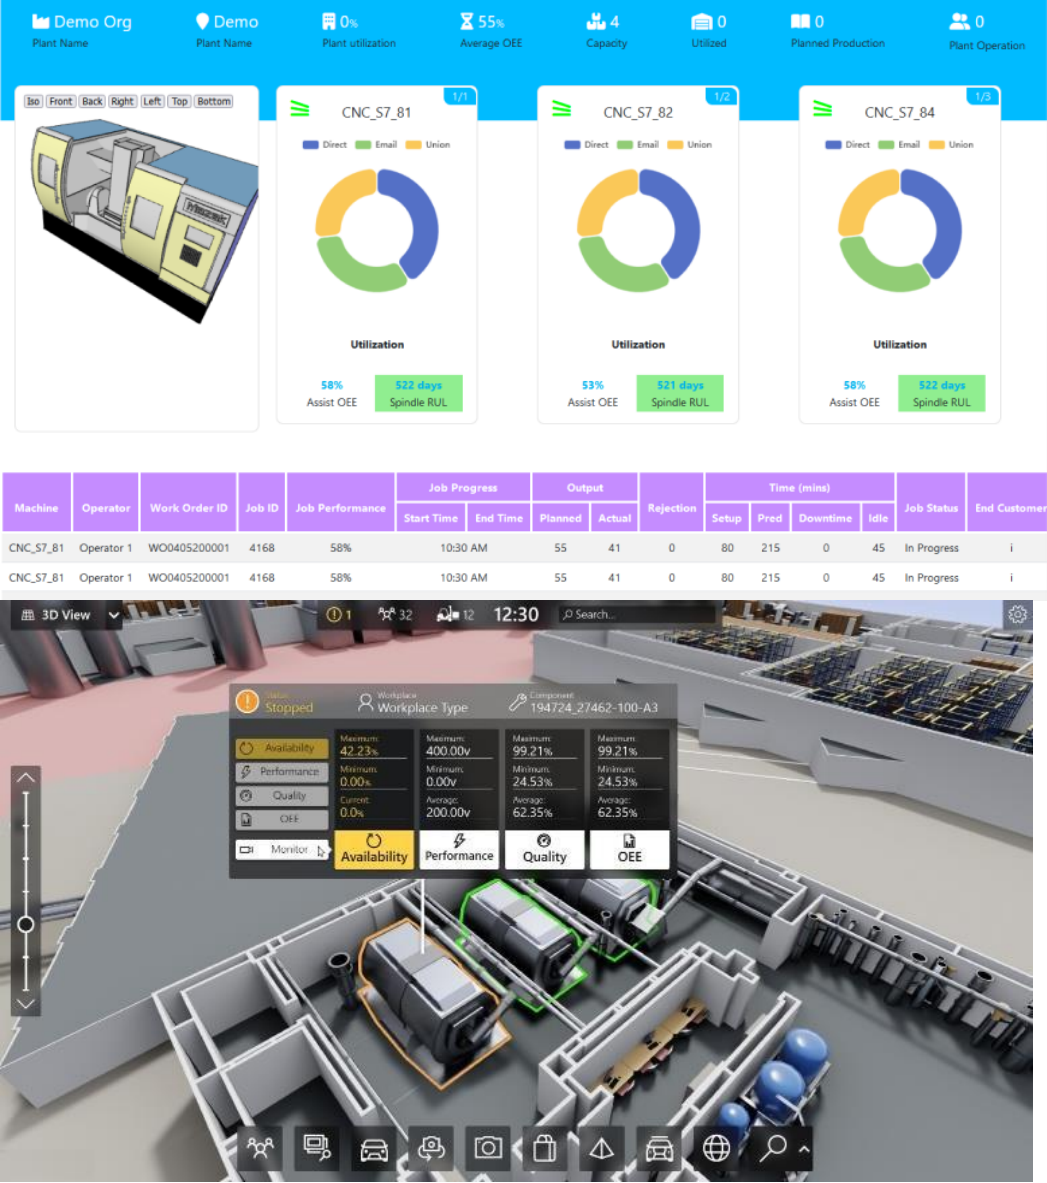 Demo Org Demo 0% 55% 4 0 0 0
Plant Name Plant Name Plant utilization Average OEE Capacity Utilized Planned Production Plant Operation
Iso Front Back Right Left Top Bottom
Mazak
1/1
CNC_S7_81
Direct Email Union
Utilization
58% 522 days
Assist OEE Spindle RUL
1/2
CNC_S7_82
Direct Email Union
Utilization
53% 521 days
Assist OEE Spindle RUL
1/3
CNC_S7_84
Direct Email Union
Utilization
58% 522 days
Assist OEE Spindle RUL
Job Progress Output Time (mins)
Machine Operator Work Order ID Job ID Job Performance Rejection Job Status End Customer
Start Time End Time Planned Actual Setup Pred Downtime Idle
CNC_S7_81 Operator 1 WO0405200001 4168 58% 10:30 AM 55 41 0 80 215 0 45 In Progress i
CNC_S7_81 Operator 1 WO0405200001 4168 58% 10:30 AM 55 41 0 80 215 0 45 In Progress i
3D View 1 32 12 12:30 Search...
Status: Workplace Component
Stopped Workplace Type 194724_27462-100-A3
Availability
Performance
Quality
OEE
Monitor
Maximum: Maximum: Maximum: Maximum:
42.23% 400.00v 99.21% 99.21%
Minimum: Minimum: Minimum: Minimum:
0.00% 0.00v 24.53% 24.53%
Current: Average: Average: Average:
0.0% 200.00v 62.35% 62.35%
Availability Performance Quality OEE